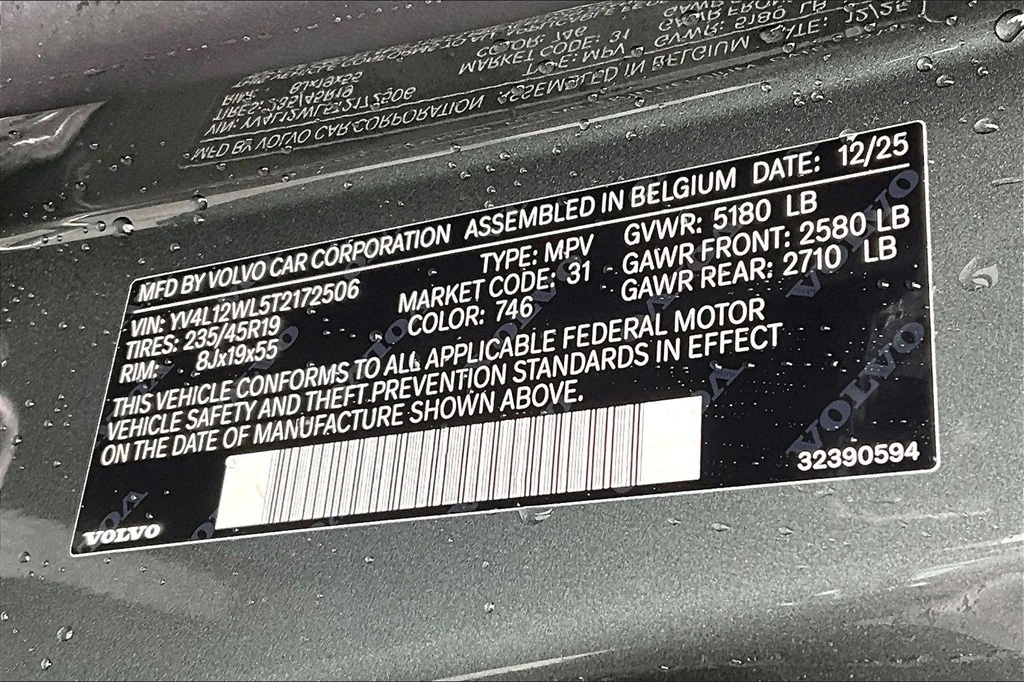 MFD BY VOLVO CAR CORPORATION ASSEMBLED IN BELGIUM DATE: 12/25
VIN: YV4L12WL5T2172506 TYPE: MPV GVWR: 5180 LB
TIRES: 235/45R19 MARKET CODE: 31 GAWR FRONT: 2580 LB
RIM: 8Jx19x55 COLOR: 746 GAWR REAR: 2710 LB
THIS VEHICLE CONFORMS TO ALL APPLICABLE FEDERAL MOTOR
VEHICLE SAFETY AND THEFT PREVENTION STANDARDS IN EFFECT
ON THE DATE OF MANUFACTURE SHOWN ABOVE.
32390594
VOLVO